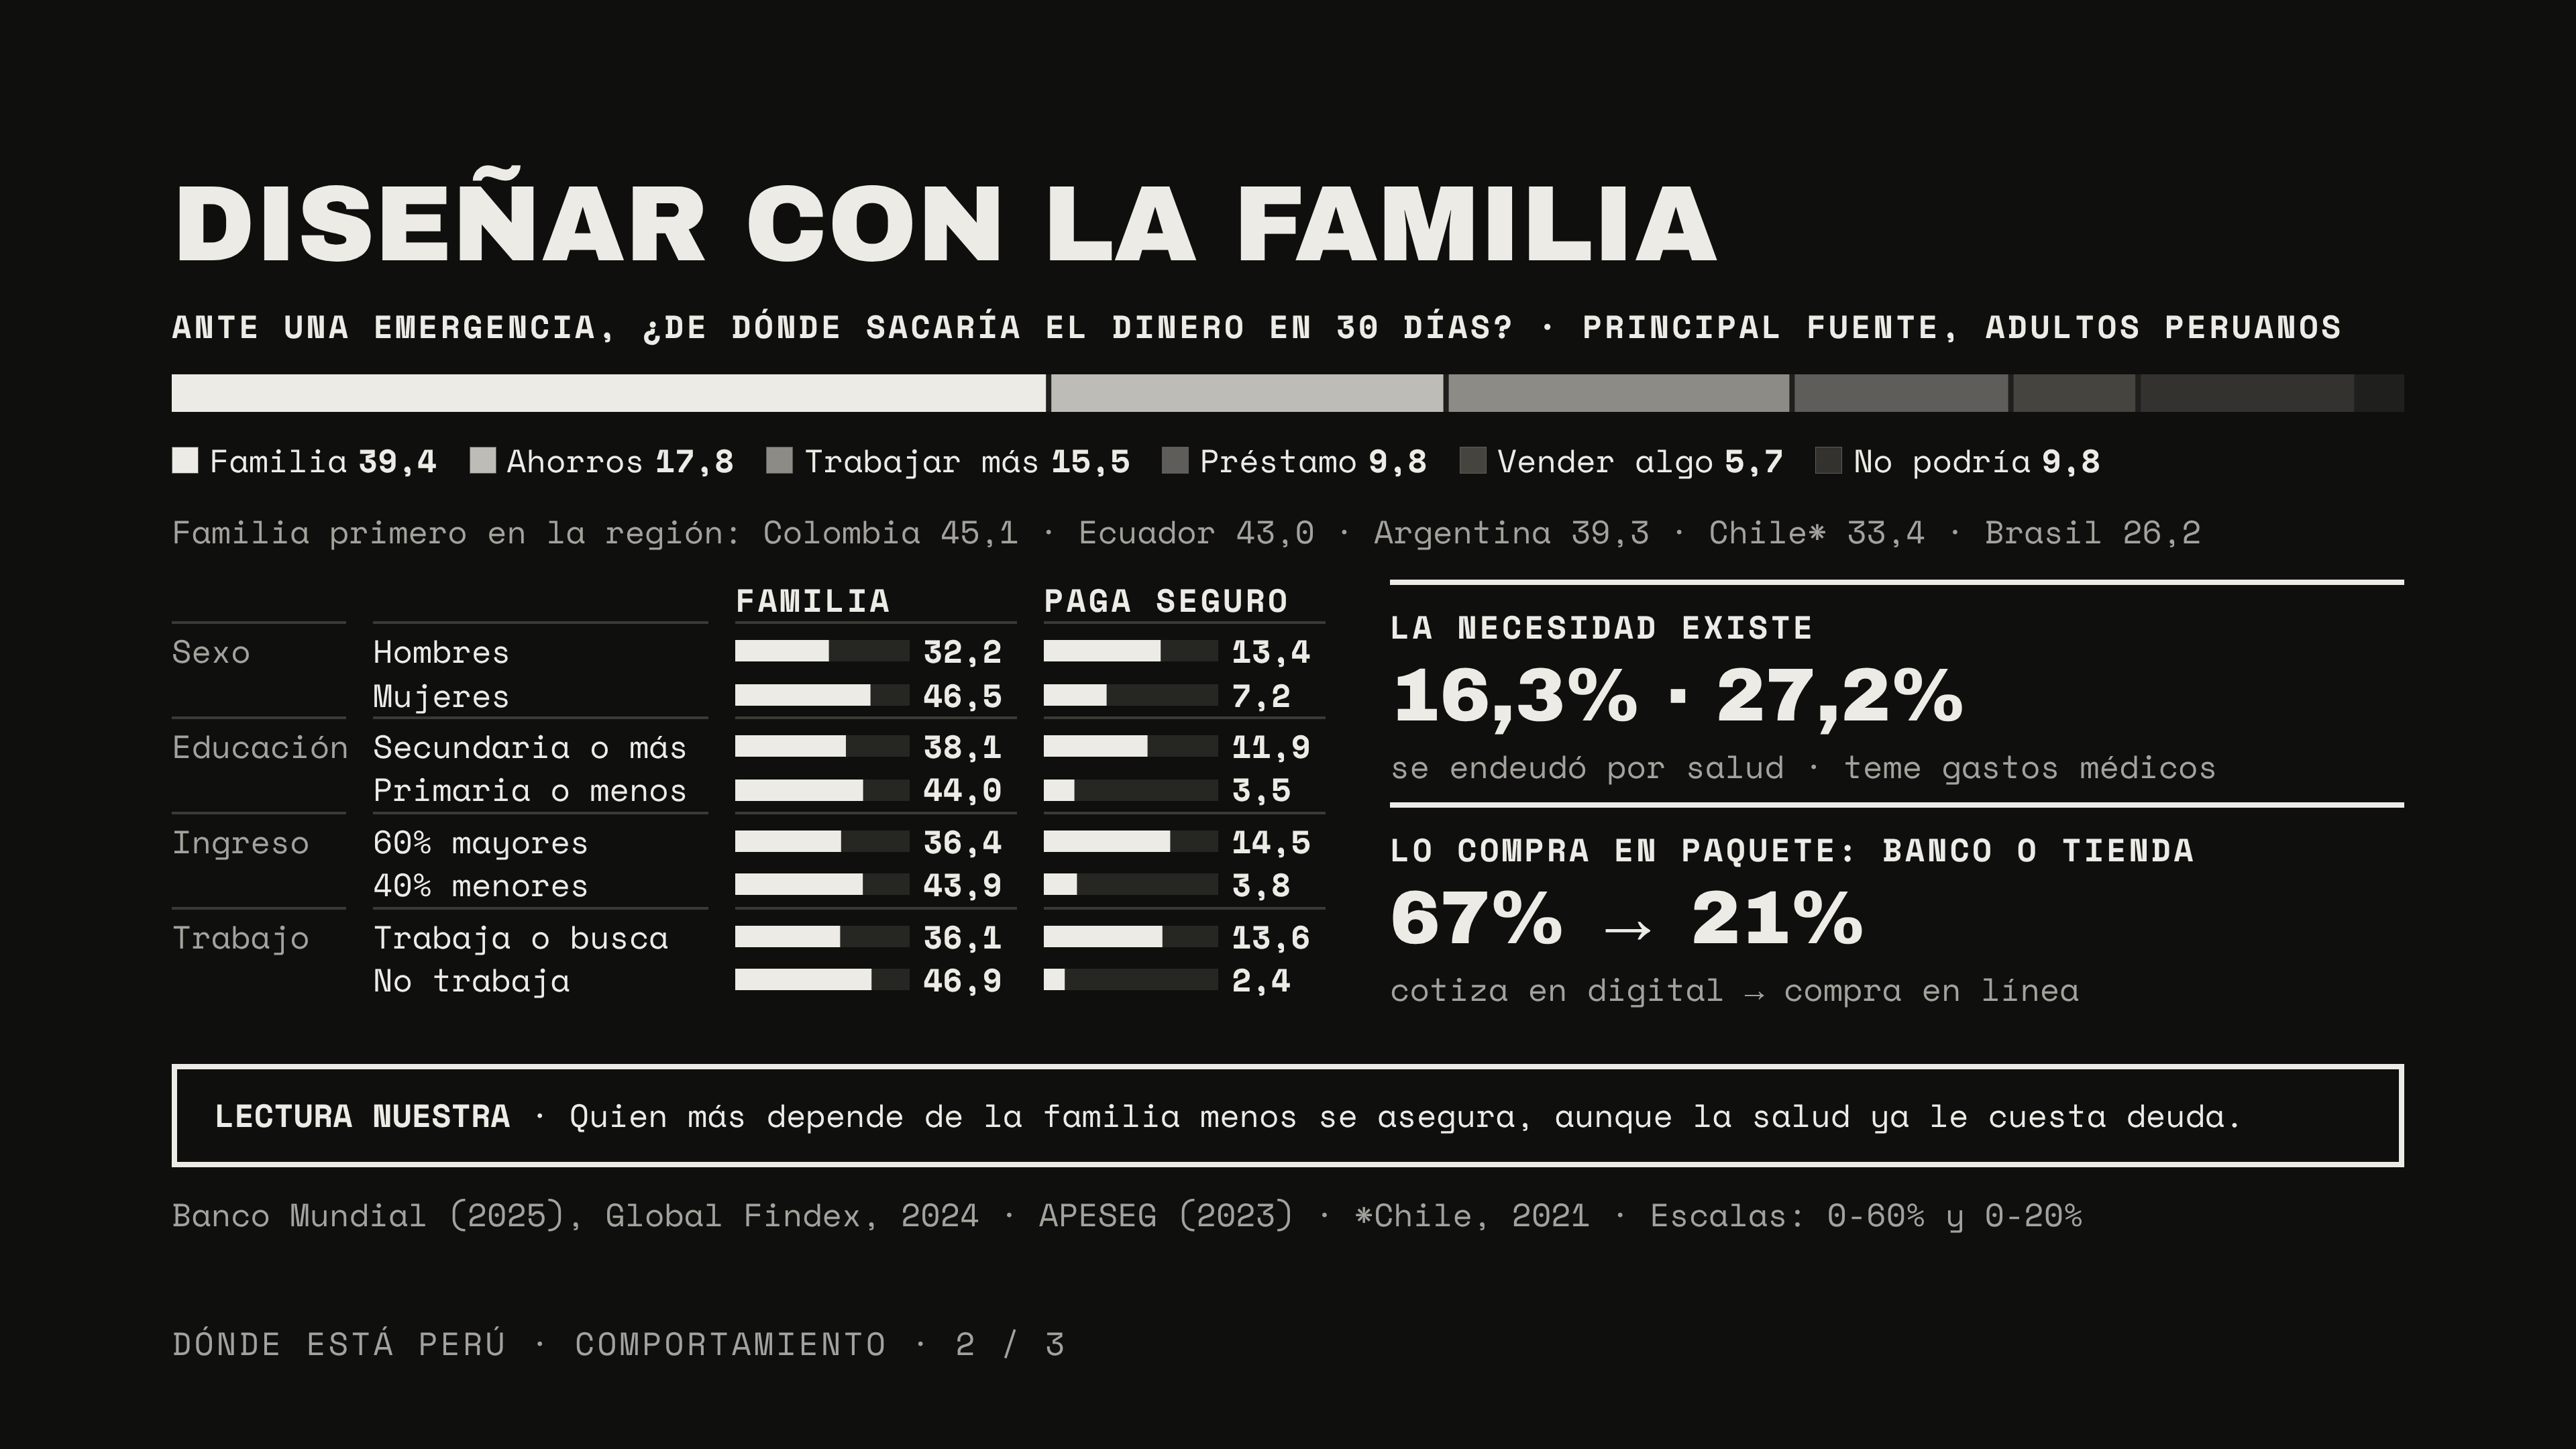 DISEÑAR CON LA FAMILIA
ANTE UNA EMERGENCIA, ¿DE DÓNDE SACARÍA EL DINERO EN 30 DÍAS? · PRINCIPAL FUENTE, ADULTOS PERUANOS
Familia 39,4 Ahorros 17,8 Trabajar más 15,5 Préstamo 9,8 Vender algo 5,7 No podría 9,8
Familia primero en la región: Colombia 45,1 · Ecuador 43,0 · Argentina 39,3 · Chile* 33,4 · Brasil 26,2
FAMILIA PAGA SEGURO
Sexo Hombres 32,2 13,4
Mujeres 46,5 7,2
Educación Secundaria o más 38,1 11,9
Primaria o menos 44,0 3,5
Ingreso 60% mayores 36,4 14,5
40% menores 43,9 3,8
Trabajo Trabaja o busca 36,1 13,6
No trabaja 46,9 2,4
LA NECESIDAD EXISTE
16,3% · 27,2%
se endeudó por salud · teme gastos médicos
LO COMPRA EN PAQUETE: BANCO O TIENDA
67% → 21%
cotiza en digital → compra en línea
LECTURA NUESTRA · Quien más depende de la familia menos se asegura, aunque la salud ya le cuesta deuda.
Banco Mundial (2025), Global Findex, 2024 · APESEG (2023) · *Chile, 2021 · Escalas: 0-60% y 0-20%
DÓNDE ESTÁ PERÚ · COMPORTAMIENTO · 2 / 3